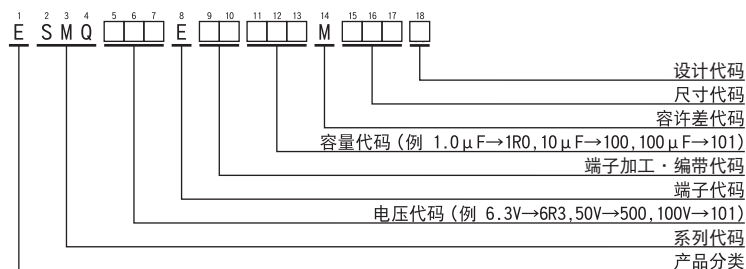 1 2 3 4 5 6 7 8 9 10 11 12 13 14 15 16 17 18
E SMQ □□□ E □□ □□□ M □□□ □
设计代码
尺寸代码
容许差代码
容量代码 (例 1.0μF→1R0,10μF→100,100μF→101)
端子加工・编带代码
端子代码
电压代码 (例 6.3V→6R3,50V→500,100V→101)
系列代码
产品分类